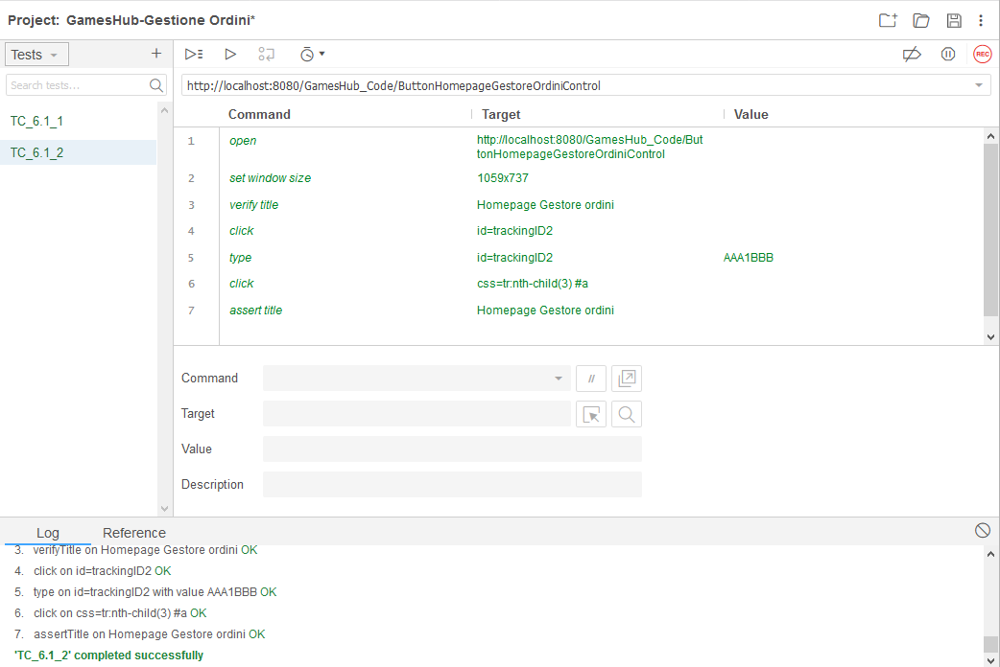 Project: GamesHub-Gestione Ordini*
Tests
+
Search tests...
REC
http://localhost:8080/GamesHub_Code/ButtonHomepageGestoreOrdiniControl
TC_6.1_1
TC_6.1_2
Command Target Value
1 open http://localhost:8080/GamesHub_Code/But
tonHomepageGestoreOrdiniControl
2 set window size 1059x737
3 verify title Homepage Gestore ordini
4 click id=trackingID2
5 type id=trackingID2 AAA1BBB
6 click css=tr:nth-child(3) #a
7 assert title Homepage Gestore ordini
Command //
Target
Value
Description
Log Reference
3. verifyTitle on Homepage Gestore ordini OK
4. click on id=trackingID2 OK
5. type on id=trackingID2 with value AAA1BBB OK
6. click on css=tr:nth-child(3) #a OK
7. assertTitle on Homepage Gestore ordini OK
'TC_6.1_2' completed successfully